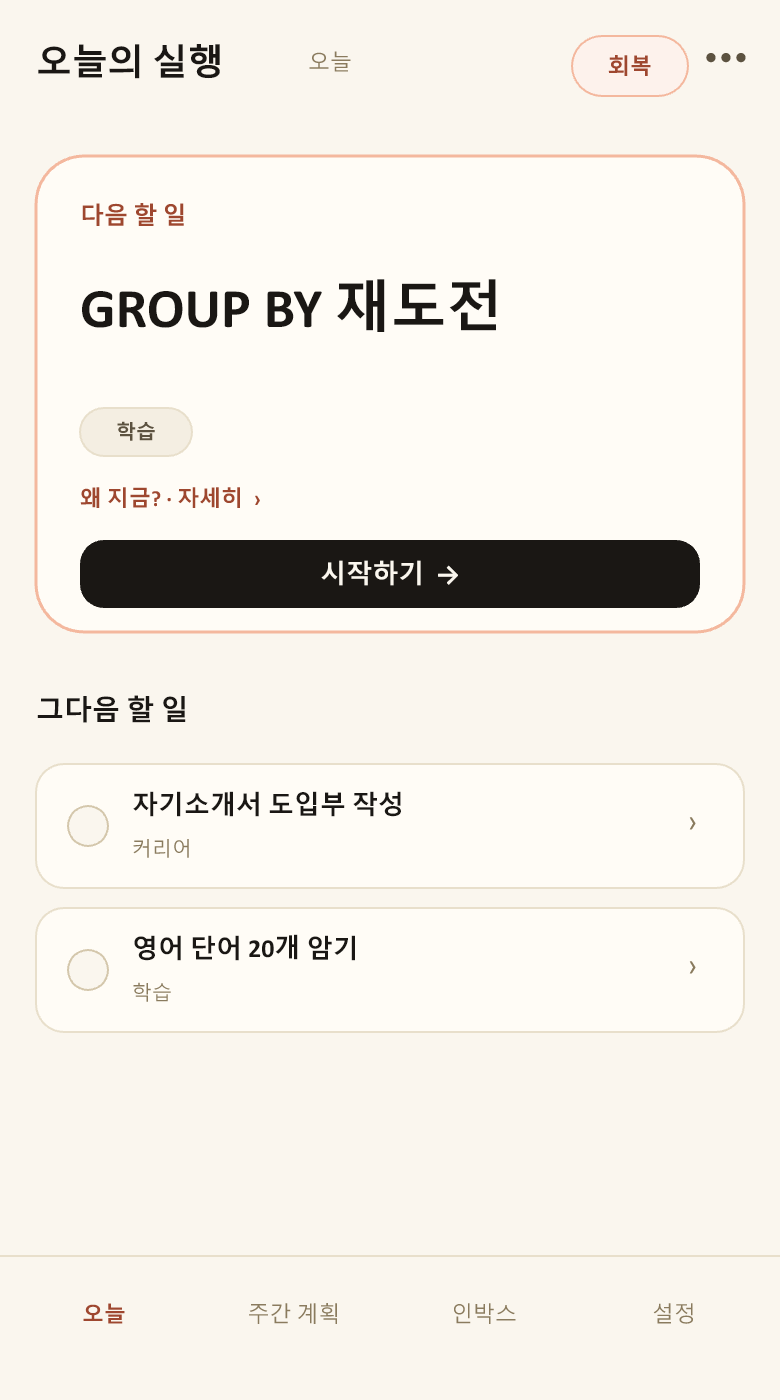 오늘의 실행
오늘
회복
다음 할 일
GROUP BY 재도전
학습
왜 지금? · 자세히 ›
시작하기 →
그다음 할 일
자기소개서 도입부 작성
커리어
›
영어 단어 20개 암기
학습
›
오늘
주간 계획
인박스
설정